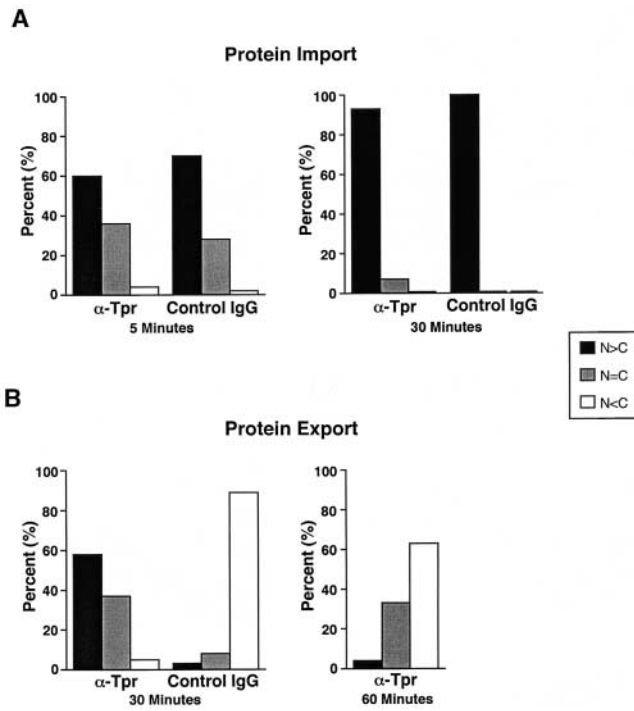 A
Protein Import
Percent (%)
100
80
60
40
20
0
α-Tpr Control IgG
5 Minutes
Percent (%)
100
80
60
40
20
0
α-Tpr Control IgG
30 Minutes
N>C
N=C
N<C
B
Protein Export
Percent (%)
100
80
60
40
20
0
α-Tpr Control IgG
30 Minutes
Percent (%)
100
80
60
40
20
0
α-Tpr
60 Minutes